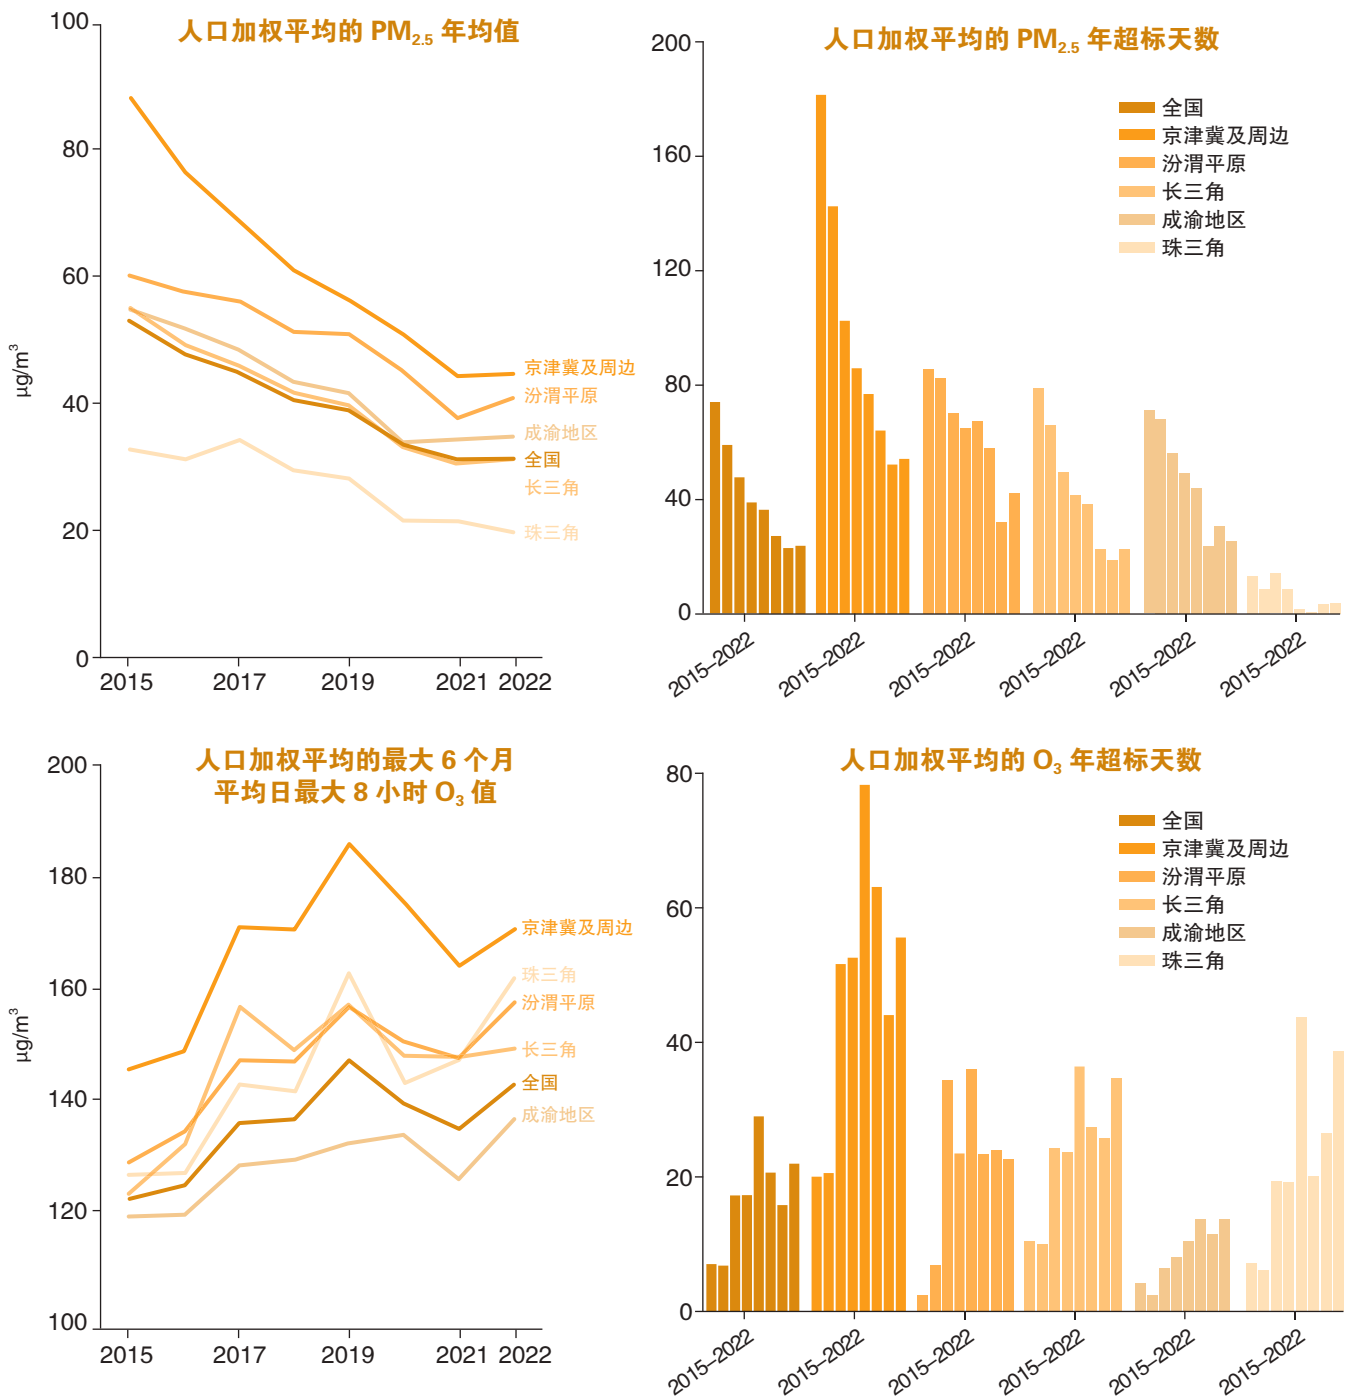 人口加权平均的 PM2.5 年均值
100
80
60
40
20
0
μg/m3
京津冀及周边
汾渭平原
成渝地区
全国
长三角
珠三角
2015 2017 2019 2021 2022
人口加权平均的 PM2.5 年超标天数
200
160
120
80
40
0
全国
京津冀及周边
汾渭平原
长三角
成渝地区
珠三角
2015–2022 2015–2022 2015–2022 2015–2022 2015–2022 2015–2022
人口加权平均的最大 6 个月
平均日最大 8 小时 O3 值
200
180
160
140
120
100
μg/m3
京津冀及周边
珠三角
汾渭平原
长三角
全国
成渝地区
2015 2017 2019 2021 2022
人口加权平均的 O3 年超标天数
80
60
40
20
0
全国
京津冀及周边
汾渭平原
长三角
成渝地区
珠三角
2015–2022 2015–2022 2015–2022 2015–2022 2015–2022 2015–2022